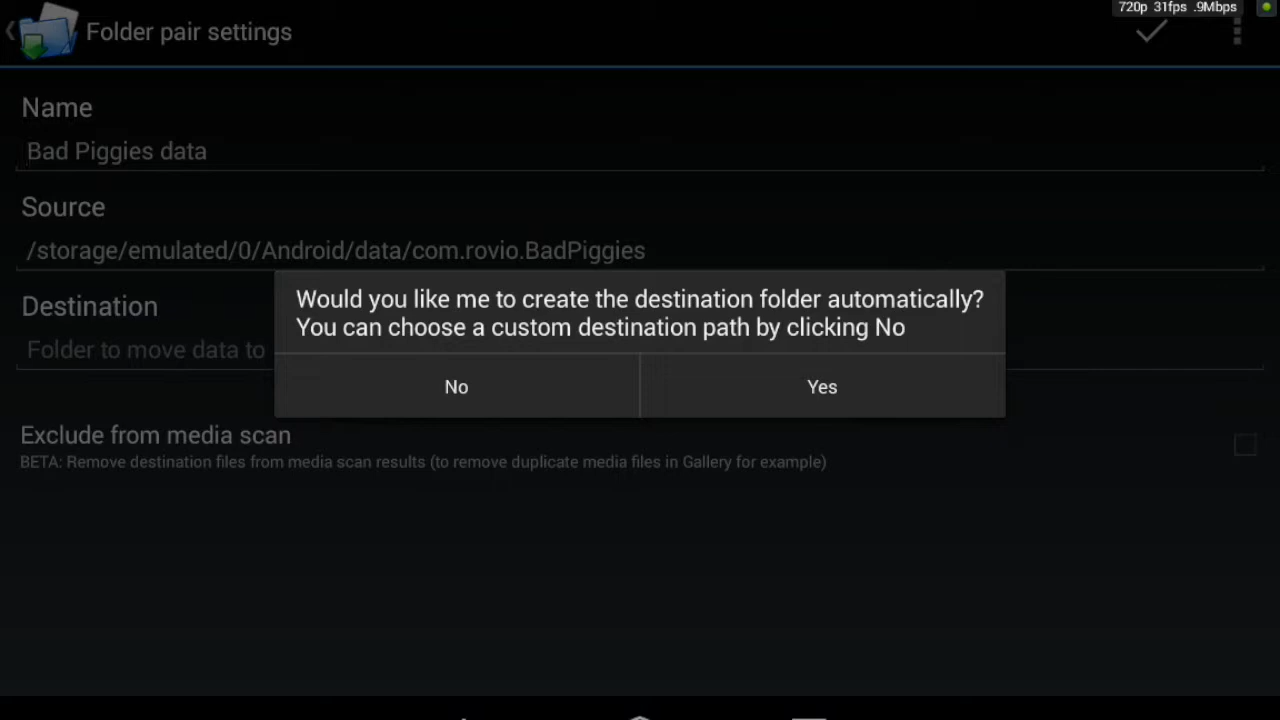 720p 31fps .9Mbps
Folder pair settings
Name
Bad Piggies data
Source
/storage/emulated/0/Android/data/com.rovio.BadPiggies
Destination
Folder to move data to
Would you like me to create the destination folder automatically?
You can choose a custom destination path by clicking No
No
Yes
Exclude from media scan
BETA: Remove destination files from media scan results (to remove duplicate media files in Gallery for example)